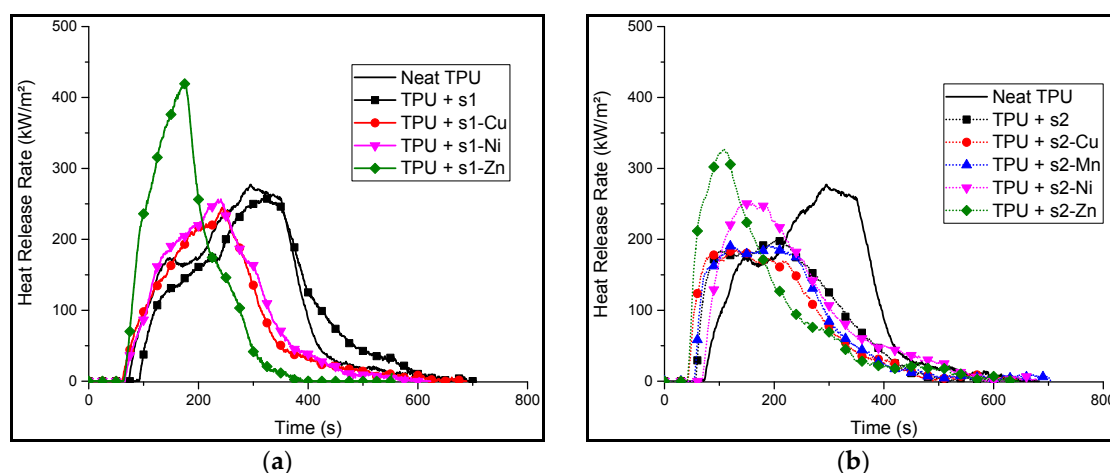 500
400
300
200
100
0
Heat Release Rate (kW/m²)
Neat TPU
TPU + s1
TPU + s1-Cu
TPU + s1-Ni
TPU + s1-Zn
0 200 400 600 800
Time (s)
(a)
500
400
300
200
100
0
Heat Release Rate (kW/m²)
Neat TPU
TPU + s2
TPU + s2-Cu
TPU + s2-Mn
TPU + s2-Ni
TPU + s2-Zn
0 200 400 600 800
Time (s)
(b)